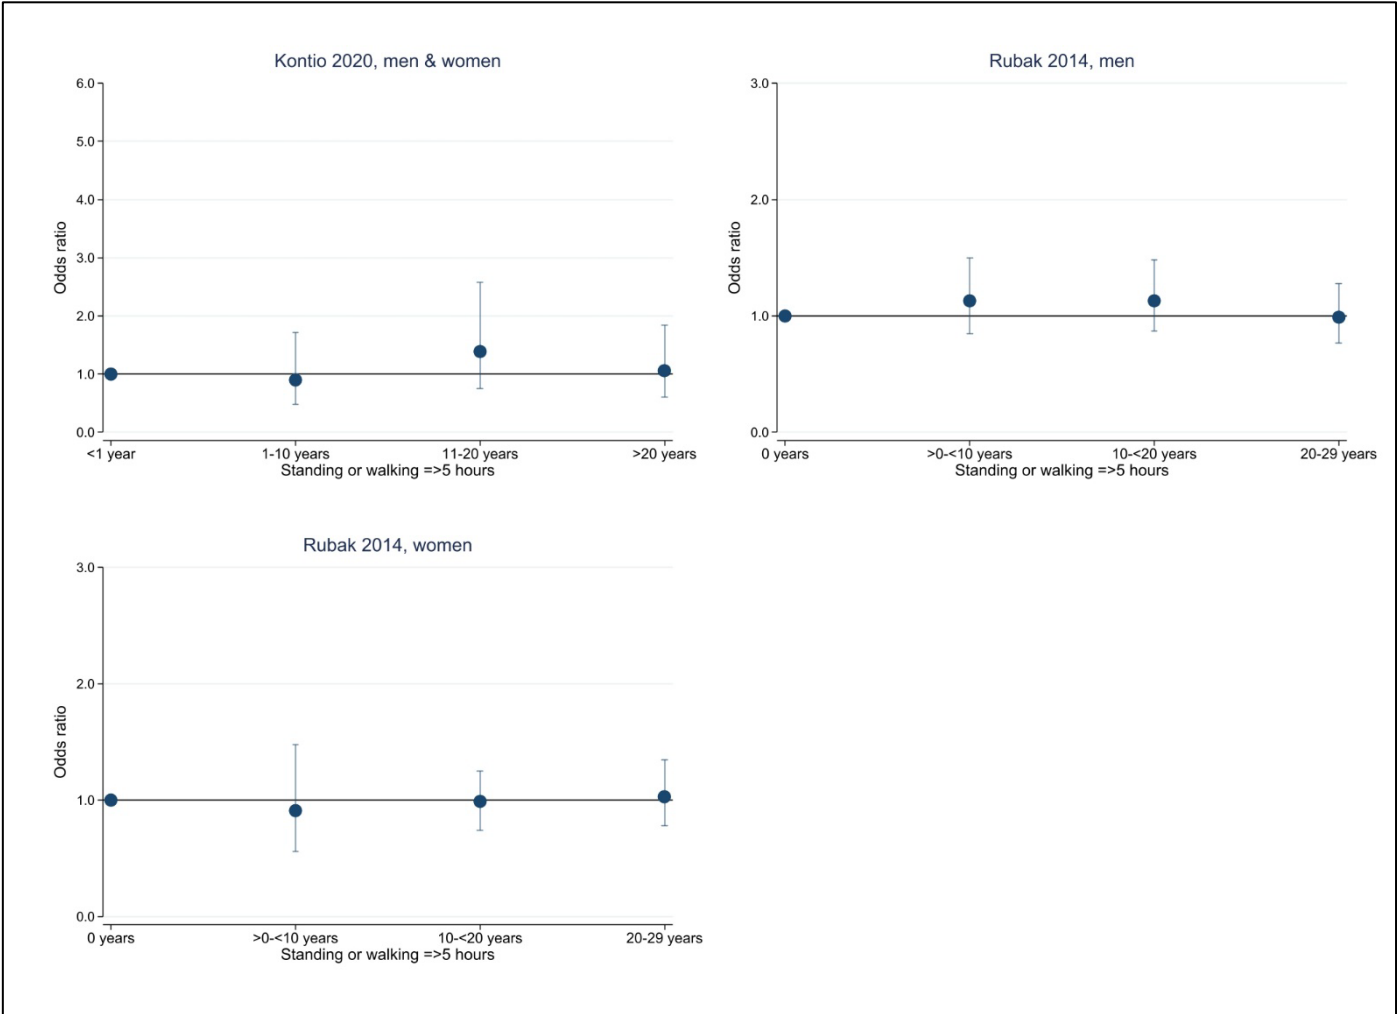 Kontio 2020, men & women
6.0
5.0
4.0
3.0
2.0
1.0
0.0
Odds ratio
<1 year
1-10 years
11-20 years
>20 years
Standing or walking =>5 hours
Rubak 2014, men
3.0
2.0
1.0
0.0
Odds ratio
0 years
>0-<10 years
10-<20 years
20-29 years
Standing or walking =>5 hours
Rubak 2014, women
3.0
2.0
1.0
0.0
Odds ratio
0 years
>0-<10 years
10-<20 years
20-29 years
Standing or walking =>5 hours